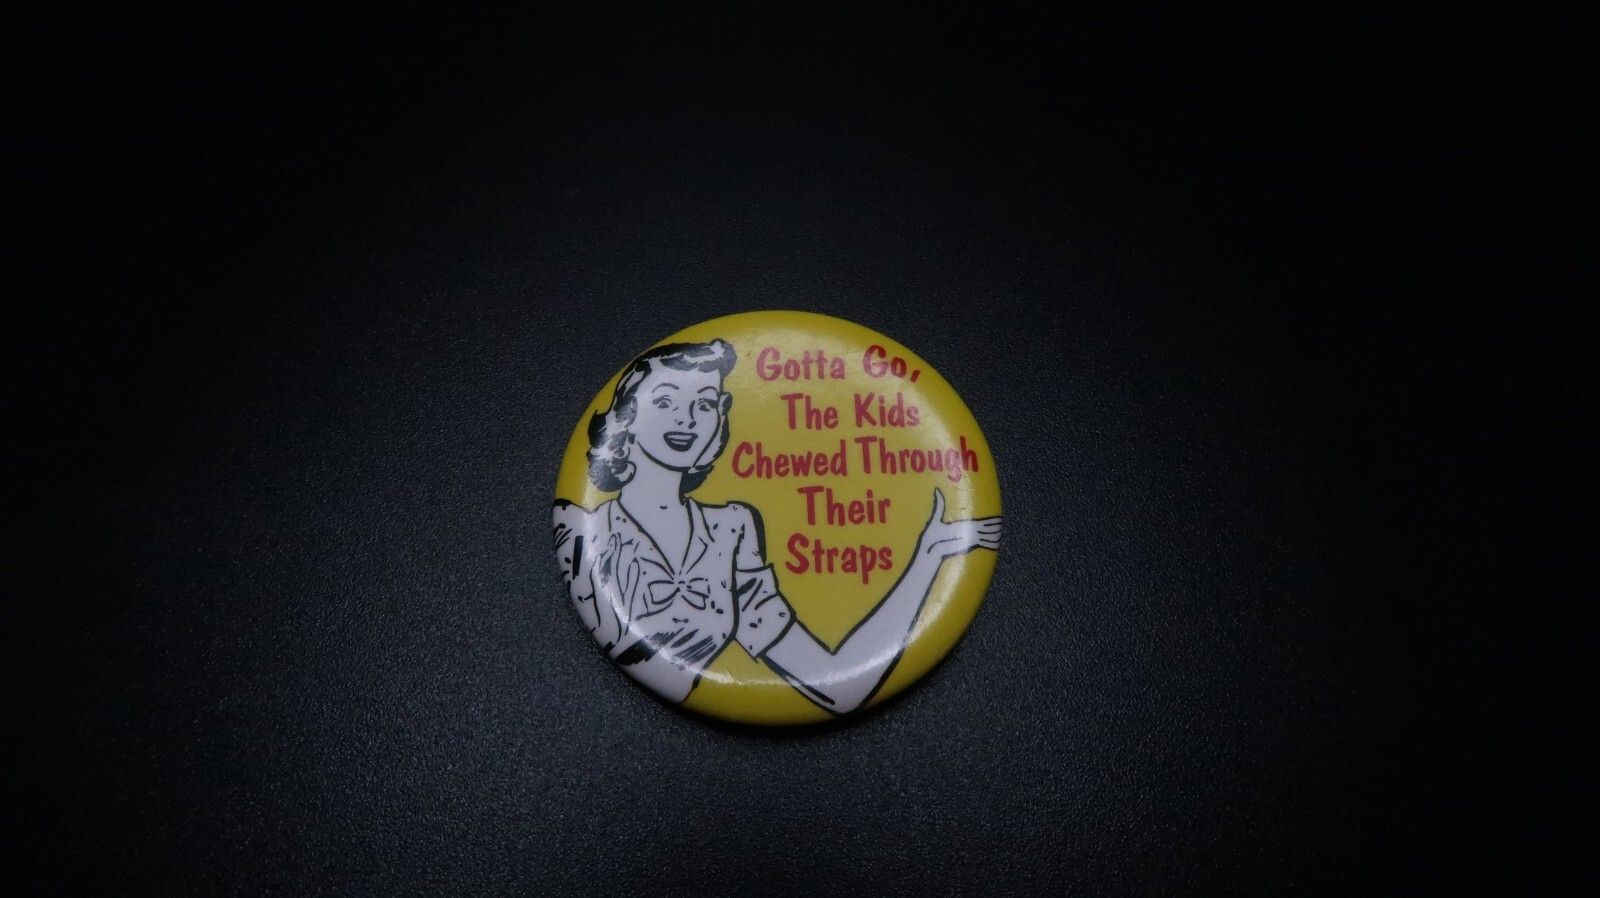 Gotta Go,
The Kids
Chewed Through
Their
Straps